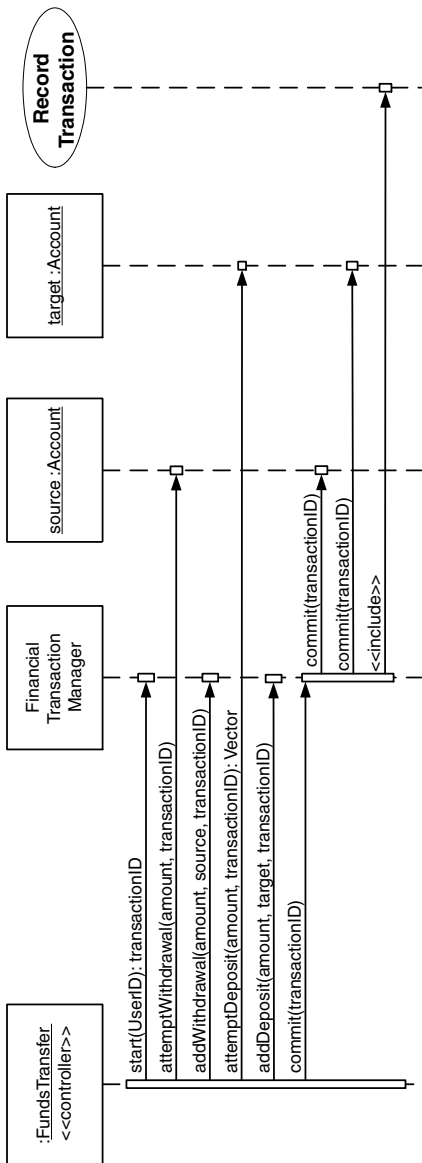 :FundsTransfer
<<controller>>
Financial
Transaction
Manager
source :Account
target :Account
Record
Transaction
start(UserID): transactionID
attemptWithdrawal(amount, transactionID)
addWithdrawal(amount, source, transactionID)
attemptDeposit(amount, transactionID): Vector
addDeposit(amount, target, transactionID)
commit(transactionID)
commit(transactionID)
commit(transactionID)
<<include>>